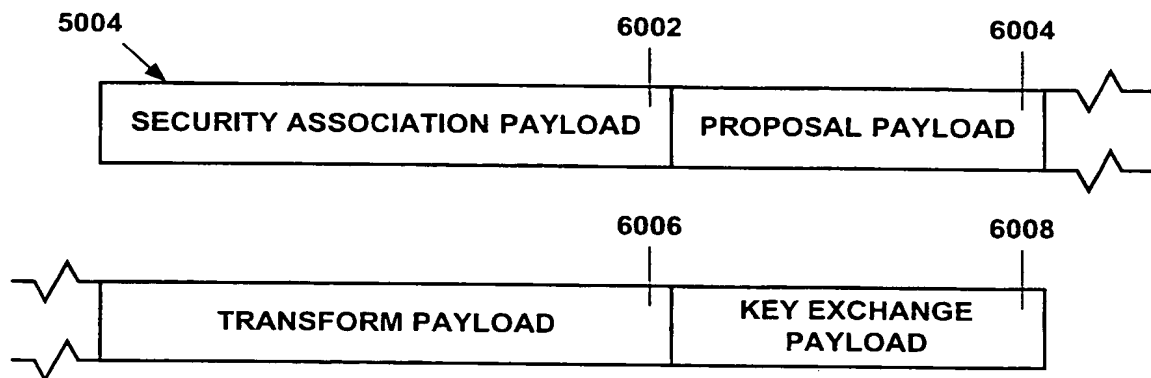 5004
6002
6004
SECURITY ASSOCIATION PAYLOAD
PROPOSAL PAYLOAD
6006
6008
TRANSFORM PAYLOAD
KEY EXCHANGE
PAYLOAD